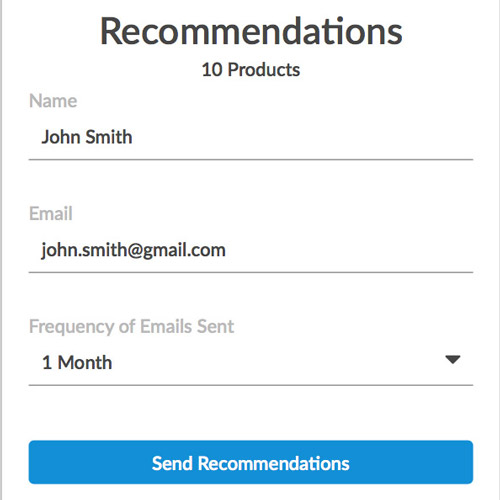 Recommendations
10 Products
Name
John Smith
Email
john.smith@gmail.com
Frequency of Emails Sent
1 Month
Send Recommendations